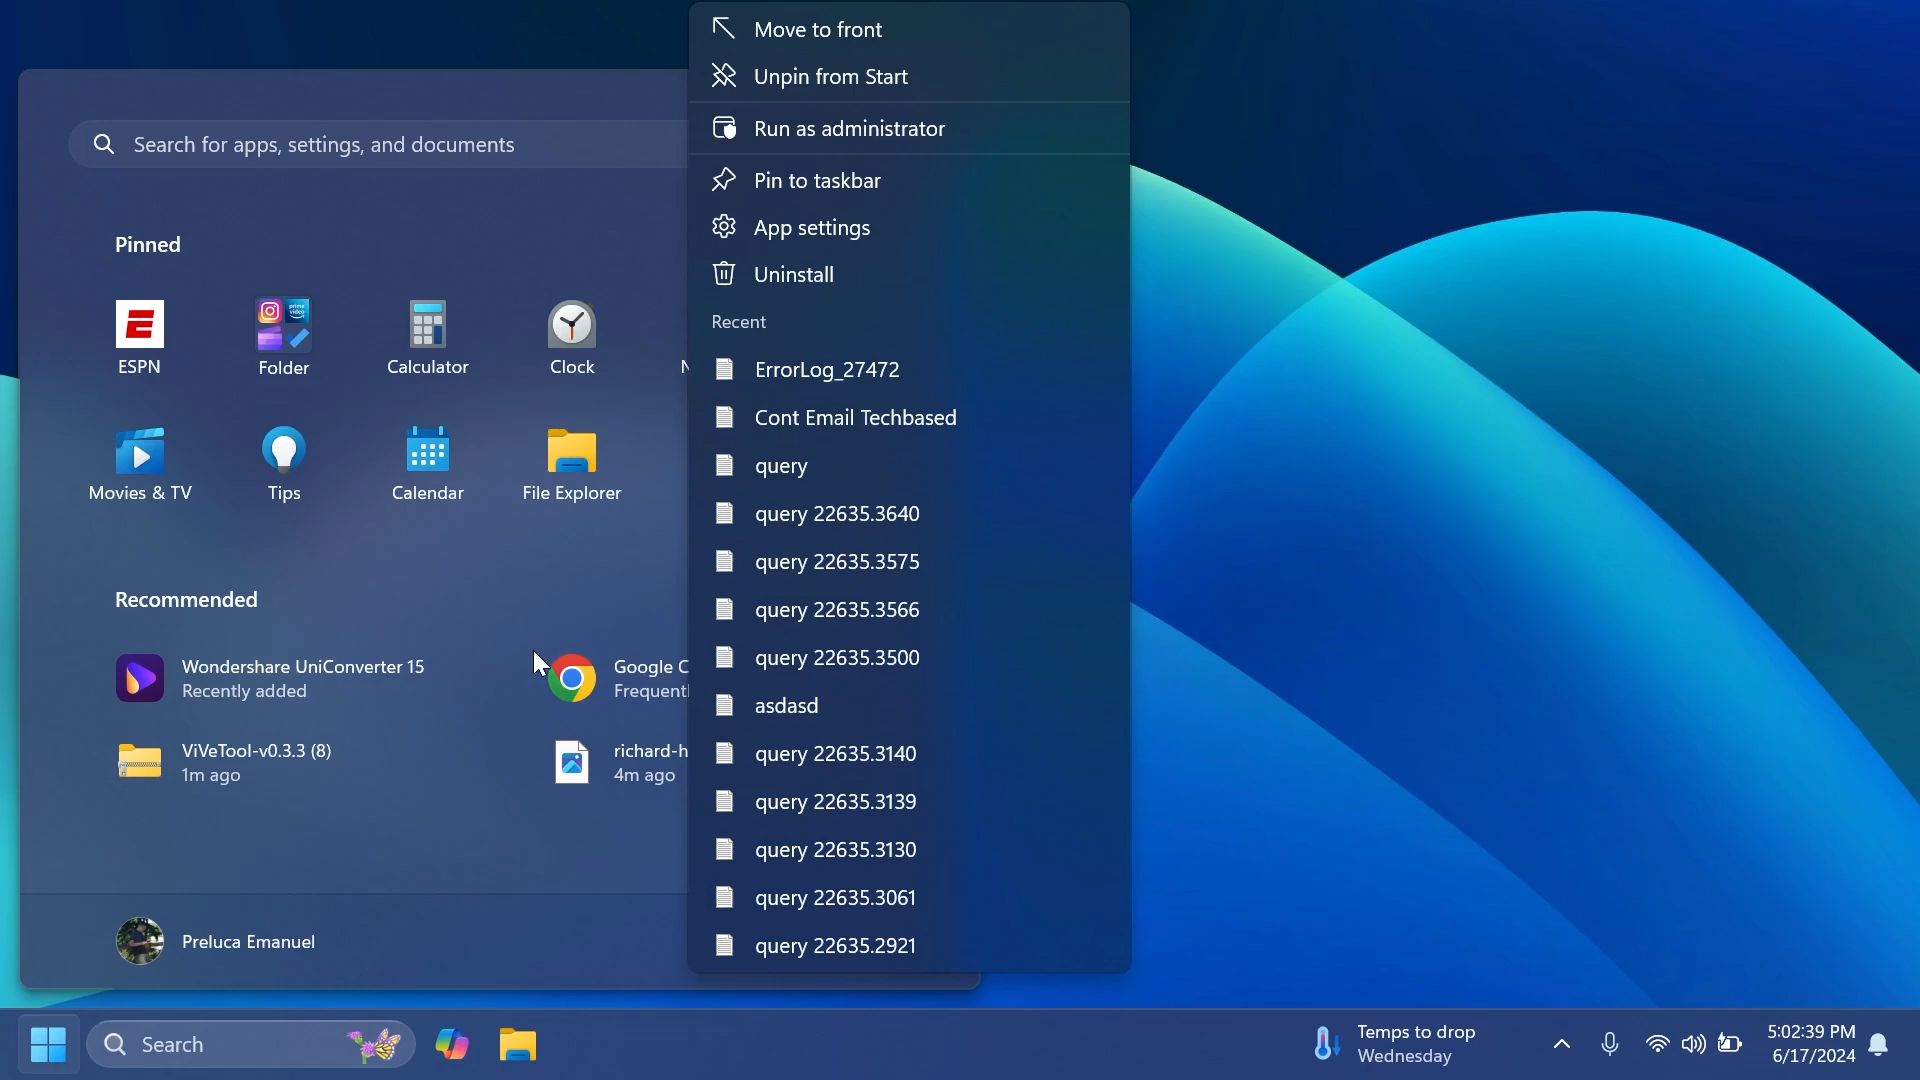 Search for apps, settings, and documents
Pinned
ESPN
Folder
Calculator
Clock
Movies & TV
Tips
Calendar
File Explorer
Recommended
Wondershare UniConverter 15
Recently added
Google C
Frequentl
ViVeTool-v0.3.3 (8)
1m ago
richard-h
4m ago
Preluca Emanuel
Move to front
Unpin from Start
Run as administrator
Pin to taskbar
App settings
Uninstall
Recent
ErrorLog_27472
Cont Email Techbased
query
query 22635.3640
query 22635.3575
query 22635.3566
query 22635.3500
asdasd
query 22635.3140
query 22635.3139
query 22635.3130
query 22635.3061
query 22635.2921
Search
Temps to drop
Wednesday
5:02:39 PM
6/17/2024